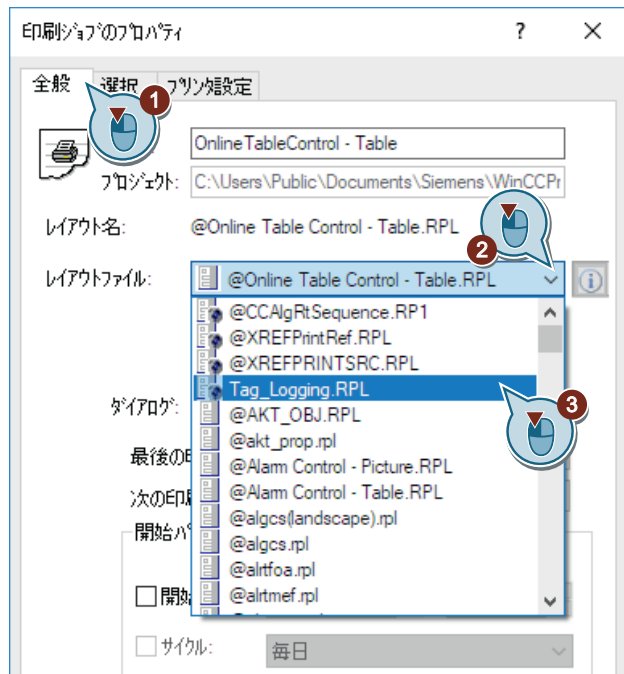 印刷ジョブのプロパティ ? ×
全般 選択 プリンタ設定
1
OnlineTableControl - Table
プロジェクト: C:\Users\Public\Documents\Siemens\WinCCPr
レイアウト名: @Online Table Control - Table.RPL
2
レイアウトファイル: @Online Table Control - Table.RPL
@CCAlgRtSequence.RP1
@XREFPrintRef.RPL
@XREFPRINTSRC.RPL
Tag_Logging.RPL
3
ダイアログ: @AKT_OBJ.RPL
@akt_prop.rpl
最後の
@Alarm Control - Picture.RPL
次の印刷
@Alarm Control - Table.RPL
@algcs(landscape).rpl
開始パ
@algcs.rpl
@alrtfoa.rpl
開始
@alrtmef.rpl
サイクル: 毎日